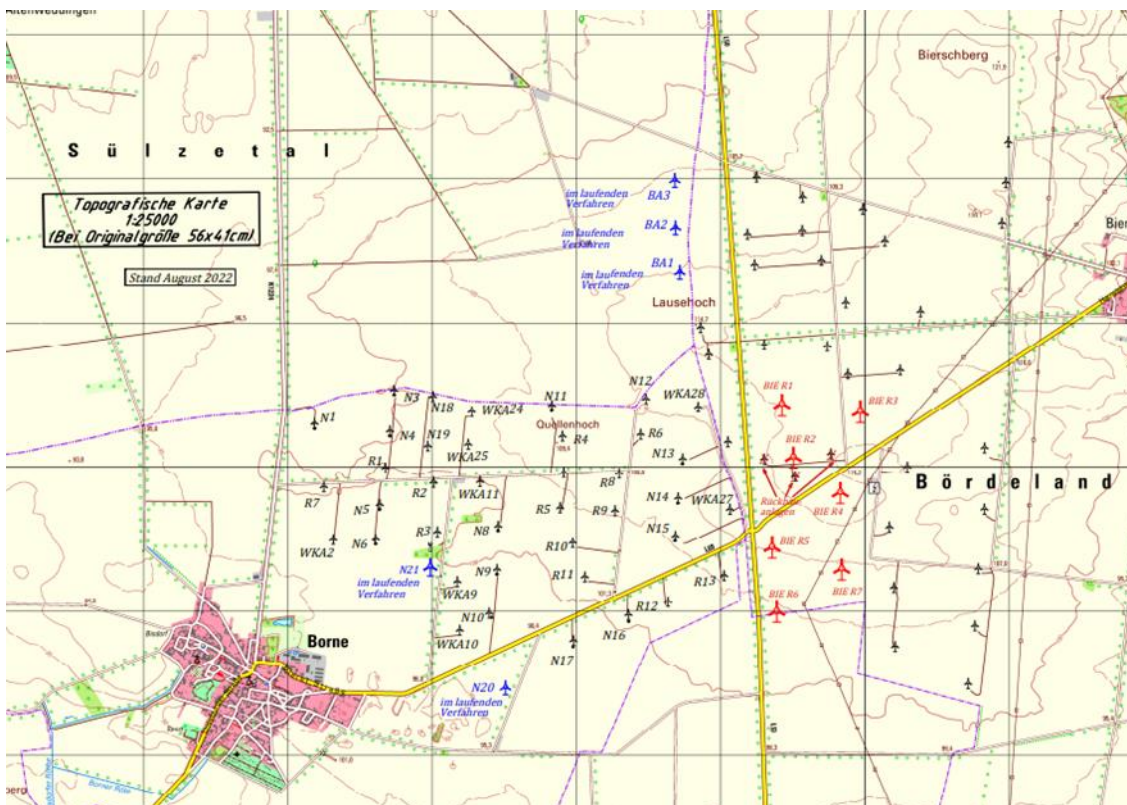 Bierschberg
Sülzetal
Topografische Karte
1:25000
(Bei Originalgröße 56x41cm)
Stand August 2022
im laufenden
Verfahren
BA3
im laufenden
Verfahren
BA2
im laufenden
Verfahren
BA1
Lausehoch
Bier
N1
N3
N18
WKA24
N11
N12
WKA28
N4
N19
WKA25
Quellenhoch
R4
R6
N13
BIE R1
BIE R3
BIE R2
R1
R7
R2
WKA11
R8
N14
WKA27
Rückbau-
anlagen
BIE R4
Bördeland
N5
N8
R5
R9
N15
WKA2
N6
R3
R10
BIE R5
N21
im laufenden
Verfahren
N9
WKA9
R11
R13
BIE R7
N10
R12
BIE R6
WKA10
N16
N17
Borne
N20
im laufenden
Verfahren